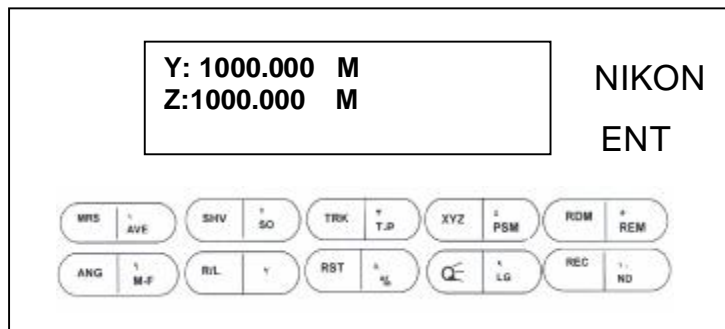 Y: 1000.000 M
Z:1000.000 M
NIKON
ENT
MRS AVE SHV SO TRK T.P XYZ PSM RDM REM
ANG M-F R/L ٧ RST LG REC ND